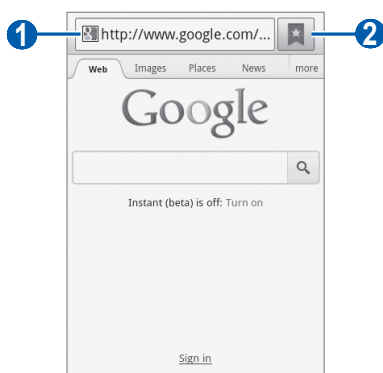 1 http://www.google.com/... 2
Web Images Places News more
Google
Instant (beta) is off: Turn on
Sign in